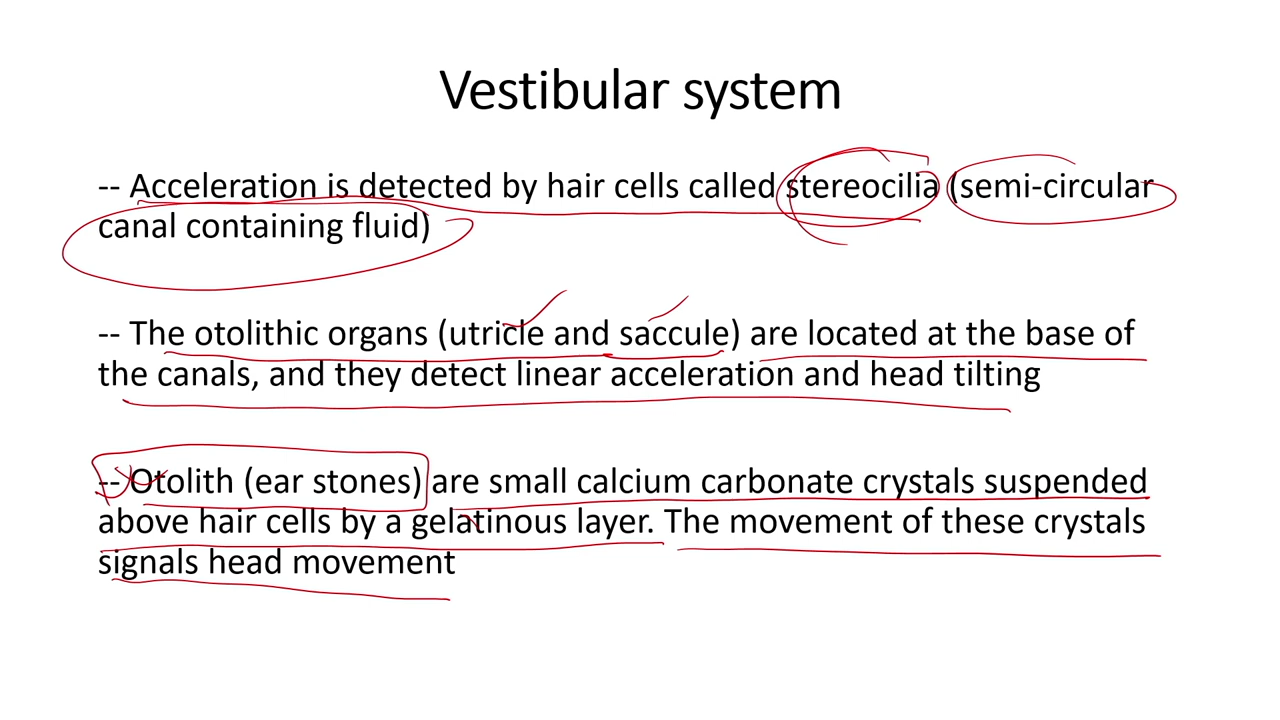 Vestibular system
-- Acceleration is detected by hair cells called stereocilia (semi-circular
canal containing fluid)
-- The otolithic organs (utricle and saccule) are located at the base of
the canals, and they detect linear acceleration and head tilting
-- Otolith (ear stones) are small calcium carbonate crystals suspended
above hair cells by a gelatinous layer. The movement of these crystals
signals head movement